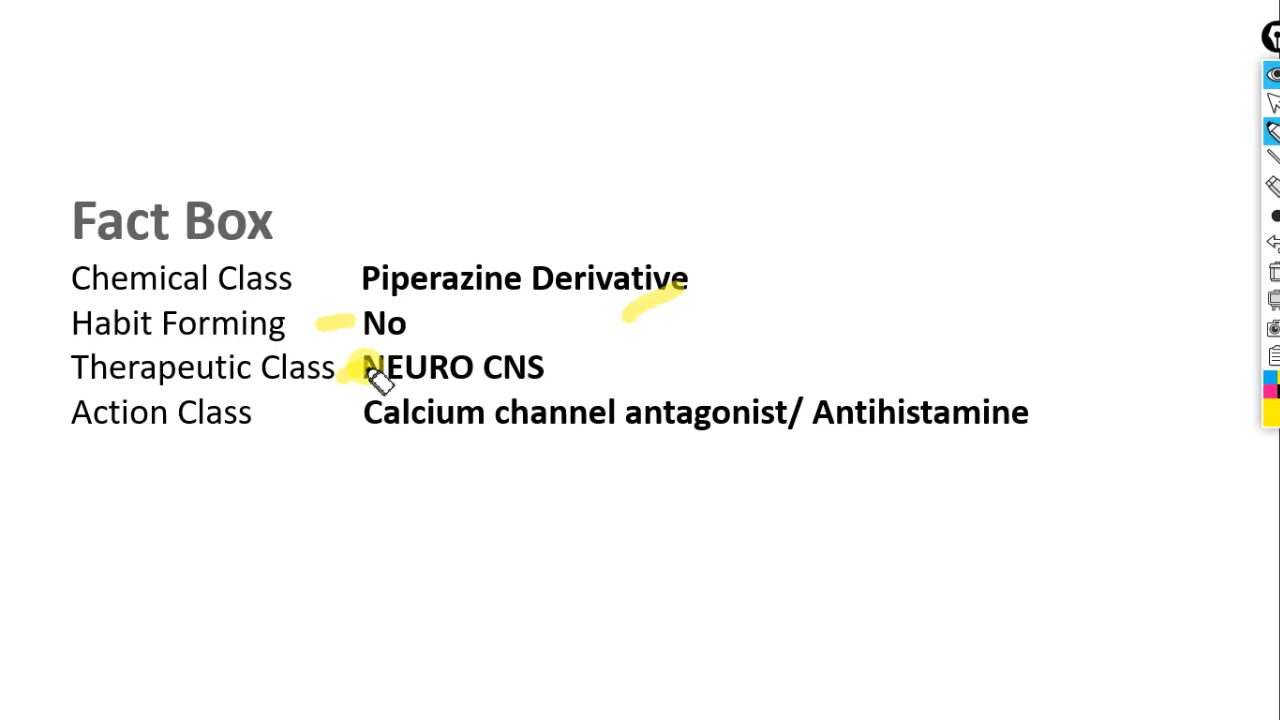 Fact Box
Chemical Class Piperazine Derivative
Habit Forming No
Therapeutic Class NEURO CNS
Action Class Calcium channel antagonist/ Antihistamine